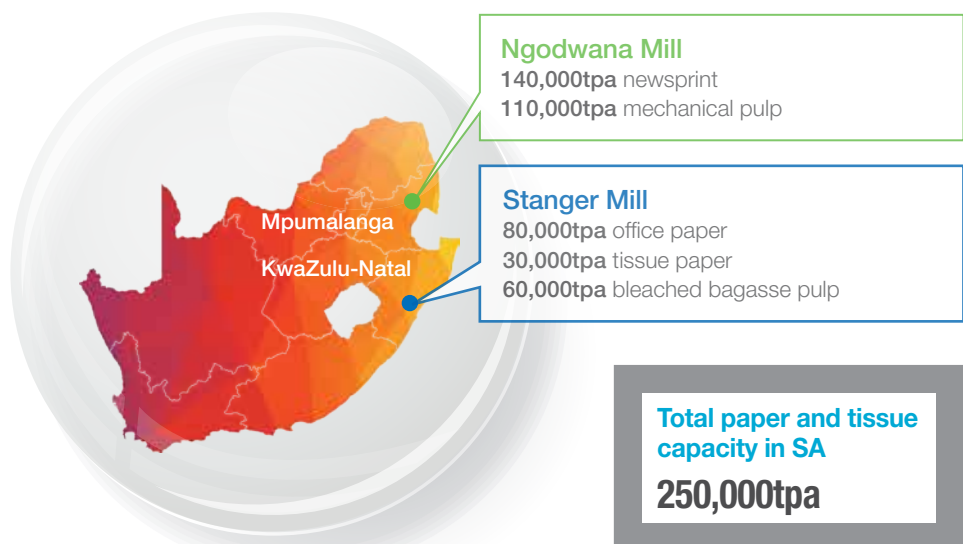 Ngodwana Mill
140,000tpa newsprint
110,000tpa mechanical pulp
Stanger Mill
80,000tpa office paper
30,000tpa tissue paper
60,000tpa bleached bagasse pulp
Mpumalanga
KwaZulu-Natal
Total paper and tissue
capacity in SA
250,000tpa